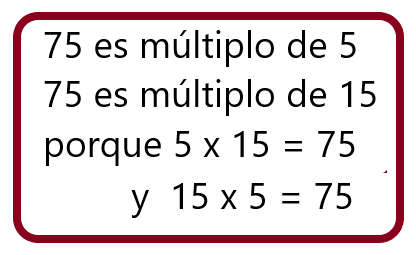 75 es múltiplo de 5
75 es múltiplo de 15
porque 5 x 15 = 75
y 15 x 5 = 75